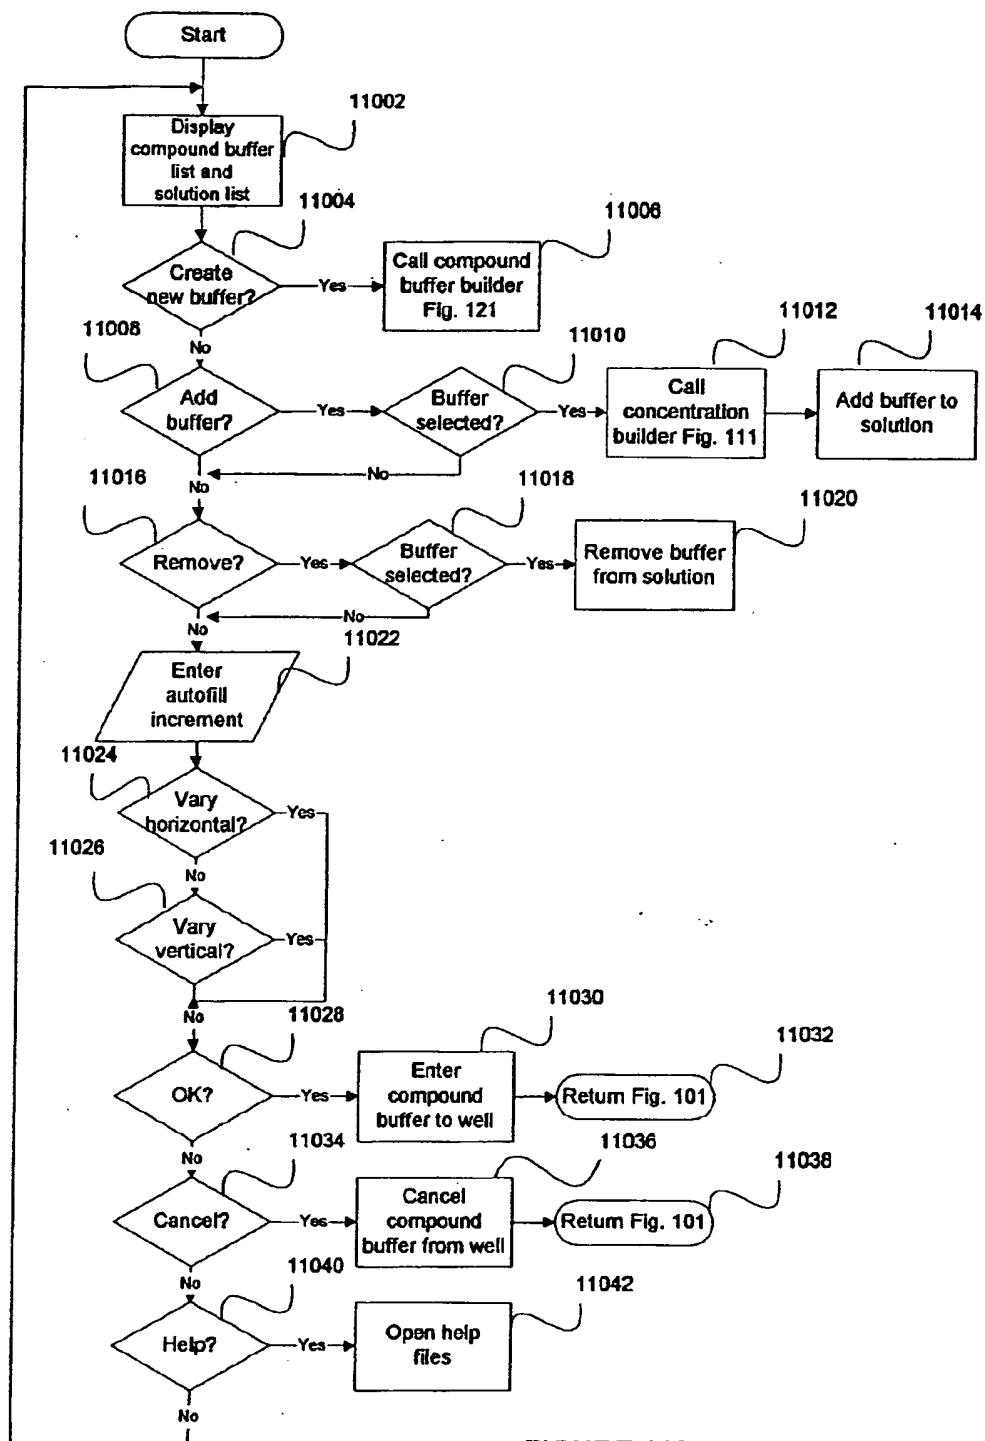 Start
11002
Display
compound buffer
list and
solution list
11004
11006
Create
new buffer?
Yes
Call compound
buffer builder
Fig. 121
11008
No
11010
11012
11014
Add
buffer?
Yes
Buffer
selected?
Yes
Call
concentration
builder Fig. 111
Add buffer to
solution
No
11016
No
11018
11020
Remove?
Yes
Buffer
selected?
Yes
Remove buffer
from solution
No
No
11022
Enter
autofill
increment
11024
Vary
horizontal?
Yes
11026
No
Vary
vertical?
Yes
No
11028
11030
11032
OK?
Yes
Enter
compound
buffer to well
Return Fig. 101
No
11034
11036
11038
Cancel?
Yes
Cancel
compound
buffer from well
Return Fig. 101
No
11040
11042
Help?
Yes
Open help
files
No